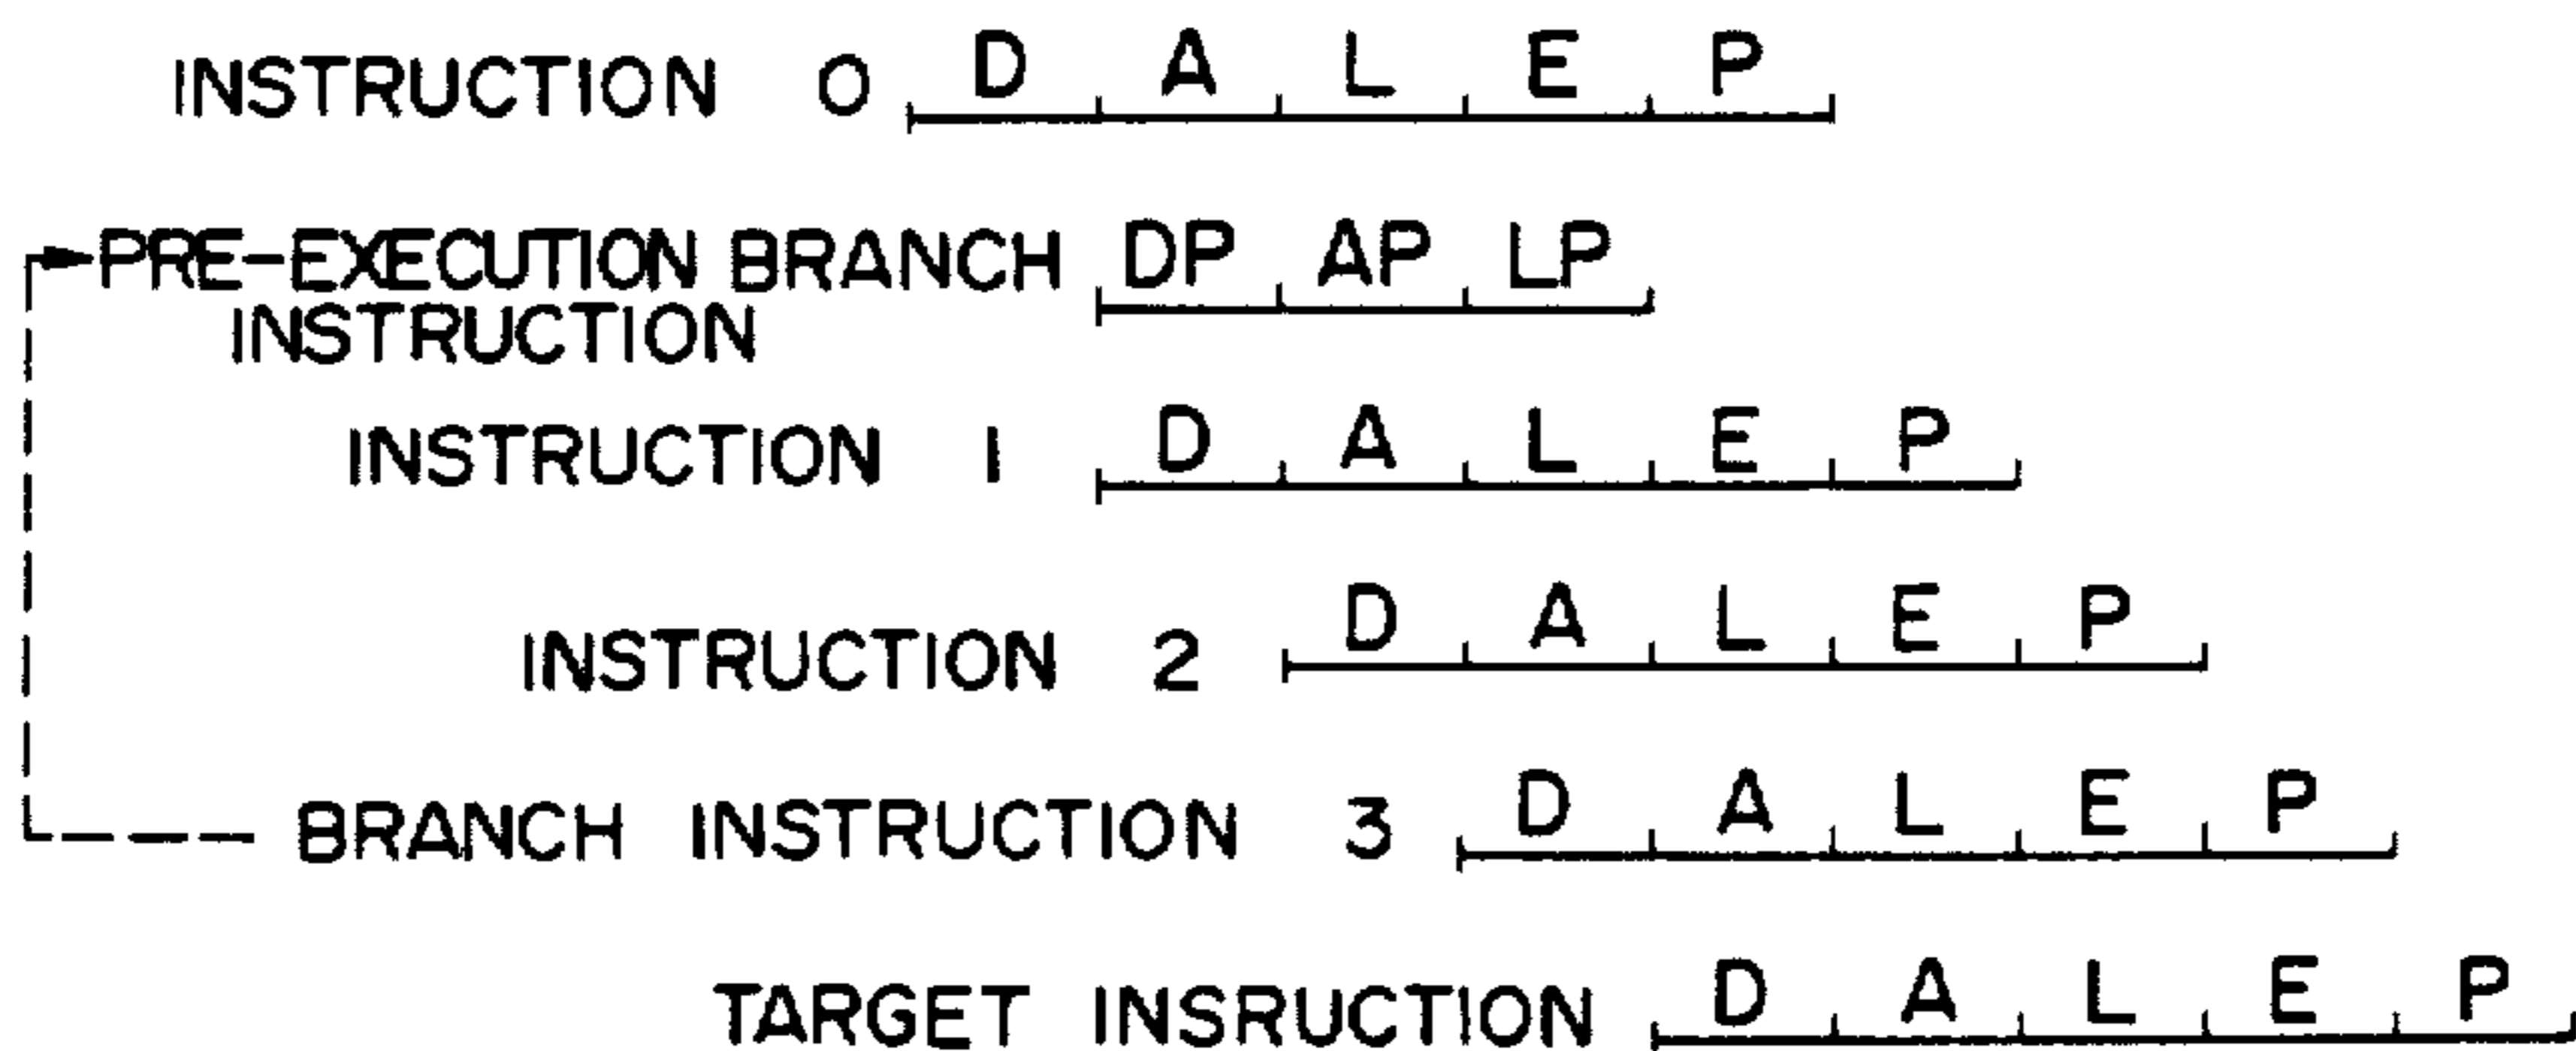 INSTRUCTION 0 D A L E P
PRE-EXECUTION BRANCH DP AP LP
INSTRUCTION
INSTRUCTION 1 D A L E P
INSTRUCTION 2 D A L E P
BRANCH INSTRUCTION 3 D A L E P
TARGET INSRUCTION D A L E P